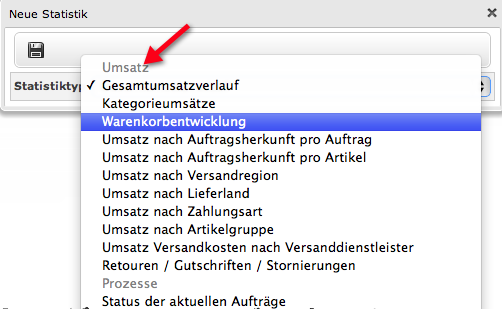 Neue Statistik
Umsatz
Statistiktyp
✓ Gesamtumsatzverlauf
Kategorieumsätze
Warenkorbentwicklung
Umsatz nach Auftragsherkunft pro Auftrag
Umsatz nach Auftragsherkunft pro Artikel
Umsatz nach Versandregion
Umsatz nach Lieferland
Umsatz nach Zahlungsart
Umsatz nach Artikelgruppe
Umsatz Versandkosten nach Versanddienstleister
Retouren / Gutschriften / Stornierungen
Prozesse
Status der aktuellen Aufträge